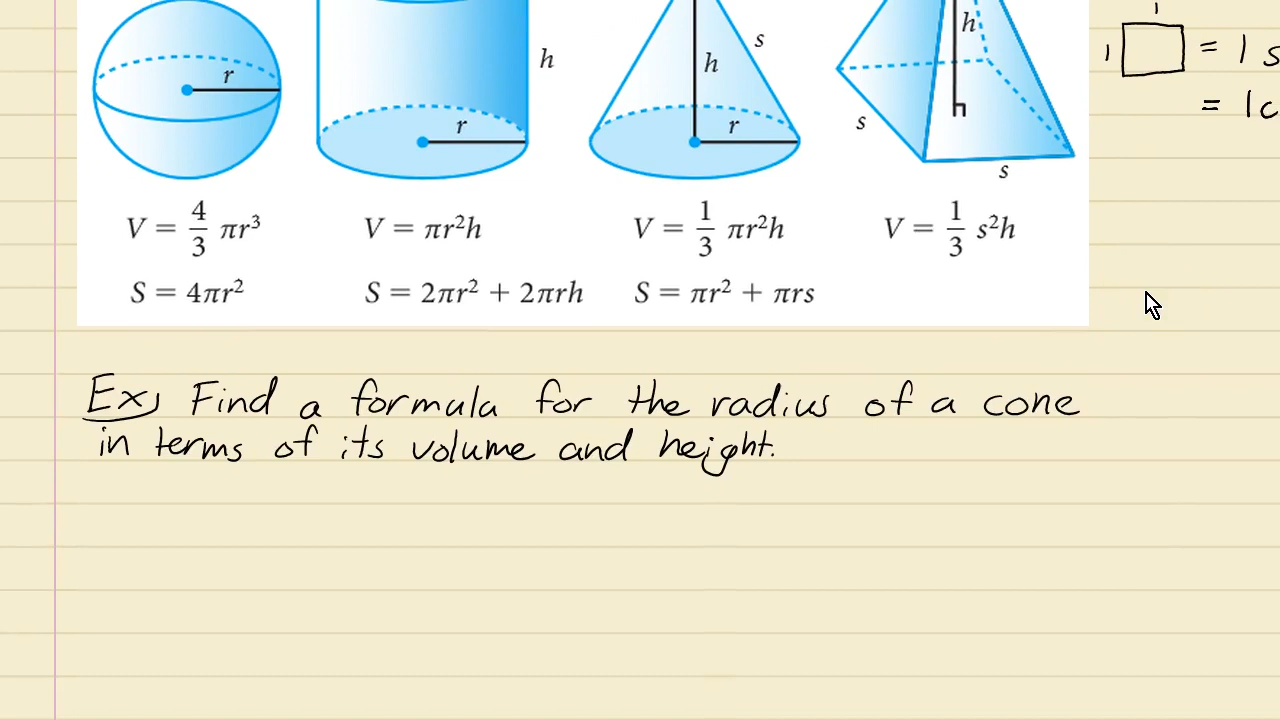 1
r
h
r
s
h
r
h
s
s
1 = 1 s
= 1 c
V = 4/3 πr³
V = πr²h
V = 1/3 πr²h
V = 1/3 s²h
S = 4πr²
S = 2πr² + 2πrh
S = πr² + πrs
Ex) Find a formula for the radius of a cone
in terms of its volume and height.